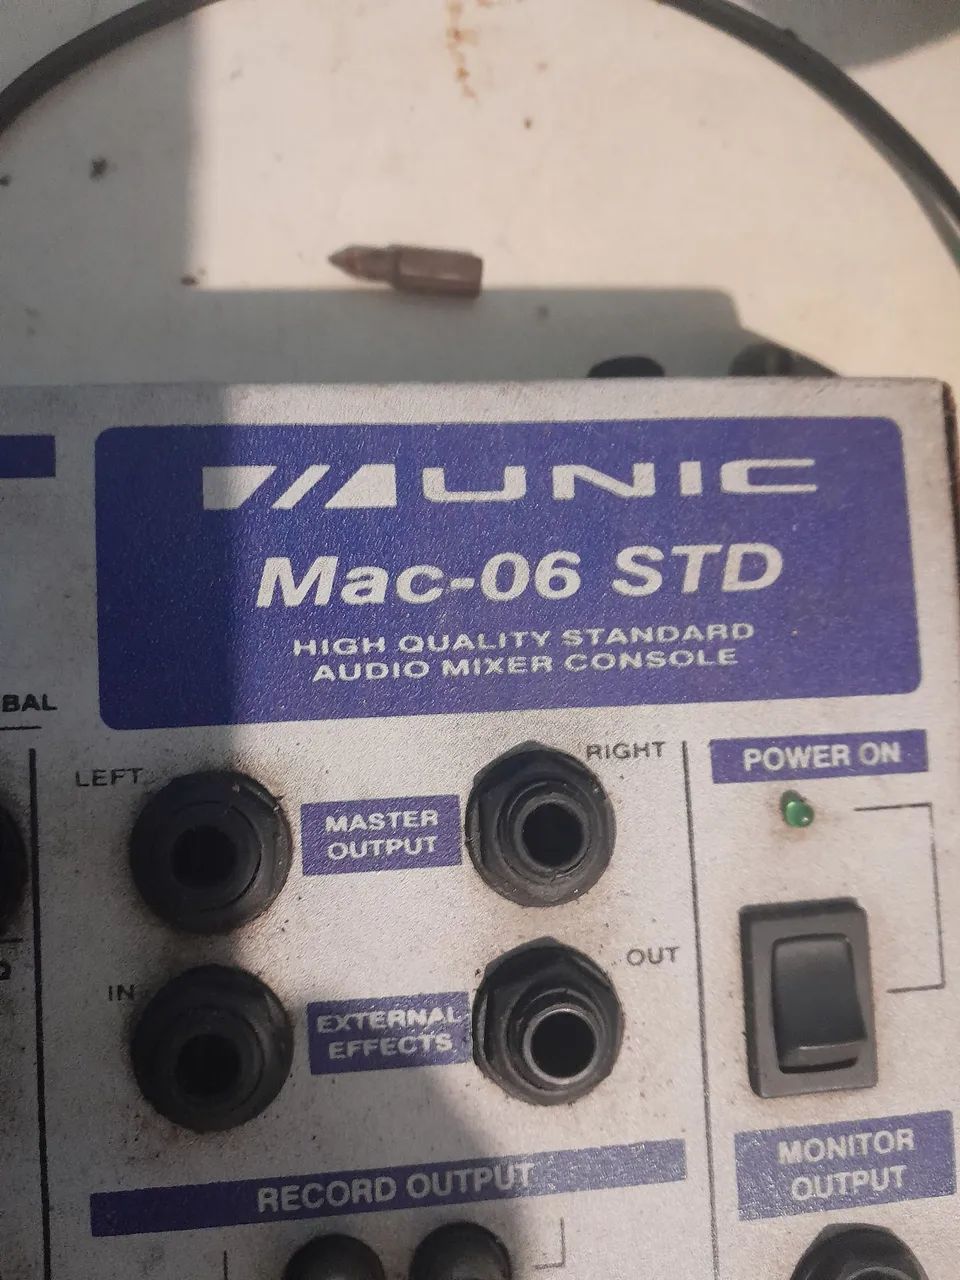 UNIC
Mac-06 STD
HIGH QUALITY STANDARD
AUDIO MIXER CONSOLE
BAL
LEFT
MASTER
OUTPUT
RIGHT
POWER ON
IN
EXTERNAL
EFFECTS
OUT
RECORD OUTPUT
MONITOR
OUTPUT